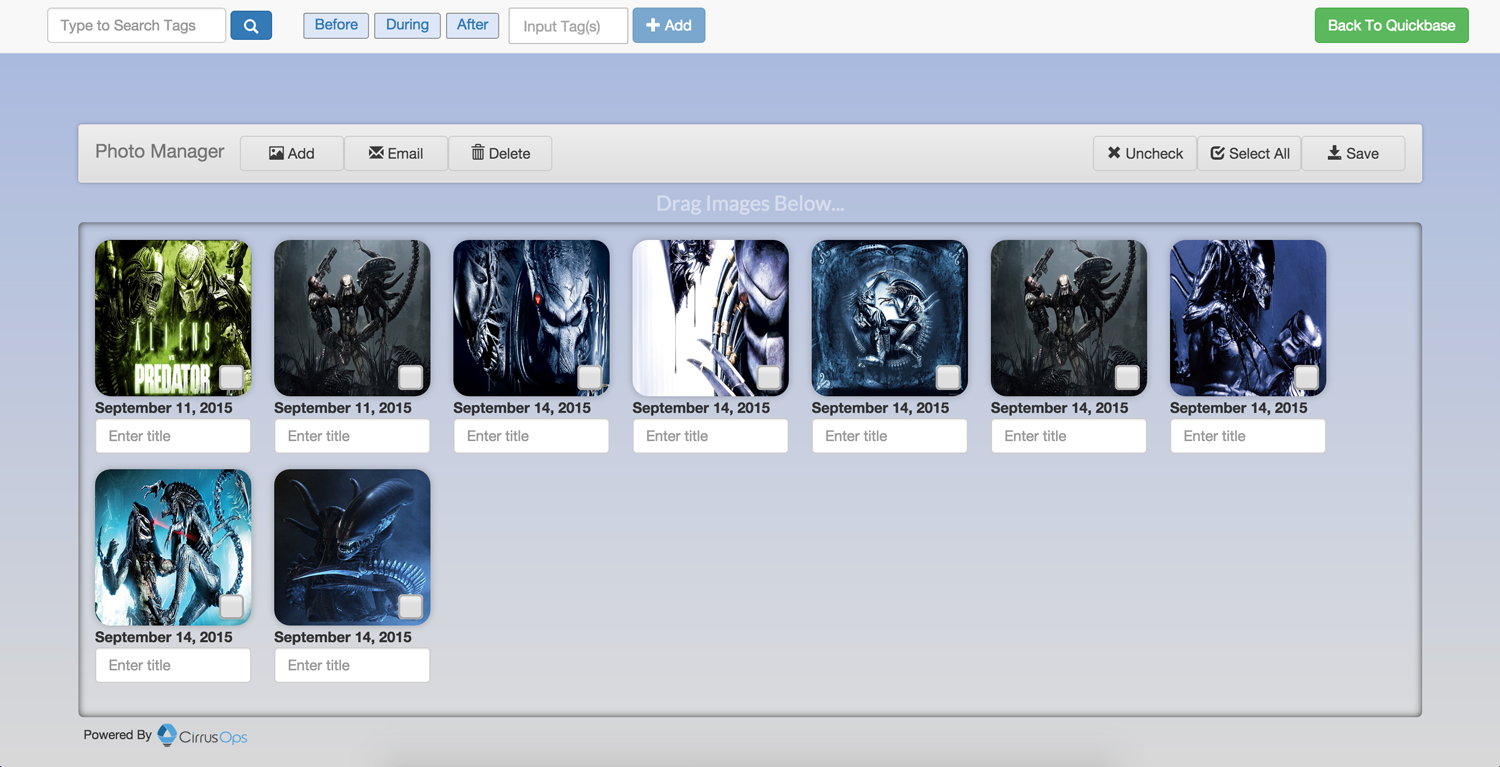 Type to Search Tags Before During After Input Tag(s) Add Back To Quickbase
Photo Manager Add Email Delete Uncheck Select All Save
Drag Images Below...
ALIENS
VS
PREDATOR
September 11, 2015 September 11, 2015 September 14, 2015 September 14, 2015 September 14, 2015 September 14, 2015 September 14, 2015
Enter title Enter title Enter title Enter title Enter title Enter title Enter title
September 14, 2015 September 14, 2015
Enter title Enter title
Powered By CirrusOps